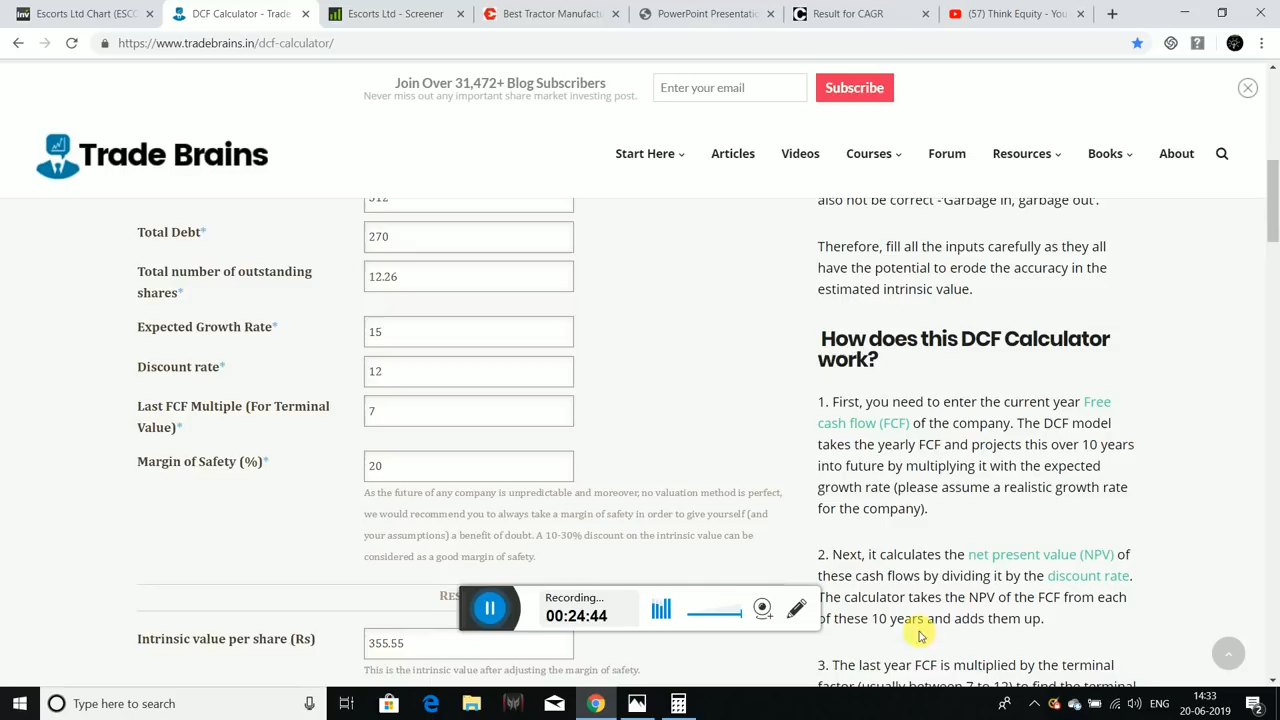 Escorts Ltd Chart (ESC
DCF Calculator - Trade
Escorts Ltd - Screener
Best Tractor Manufact
PowerPoint Presentati
Result for CAGR
(57) Think Equity - You
https://www.tradebrains.in/dcf-calculator/
Join Over 31,472+ Blog Subscribers
Never miss out any important share market investing post.
Enter your email
Subscribe
Trade Brains
Start Here
Articles
Videos
Courses
Forum
Resources
Books
About
312
Total Debt*
270
Total number of outstanding
shares*
12.26
Expected Growth Rate*
15
Discount rate*
12
Last FCF Multiple (For Terminal
Value)*
7
Margin of Safety (%)*
20
As the future of any company is unpredictable and moreover, no valuation method is perfect,
we would recommend you to always take a margin of safety in order to give yourself (and
your assumptions) a benefit of doubt. A 10-30% discount on the intrinsic value can be
considered as a good margin of safety.
Recording...
00:24:44
Intrinsic value per share (Rs)
355.55
This is the intrinsic value after adjusting the margin of safety.
also not be correct -'Garbage in, garbage out'.
Therefore, fill all the inputs carefully as they all
have the potential to erode the accuracy in the
estimated intrinsic value.
How does this DCF Calculator
work?
1. First, you need to enter the current year Free
cash flow (FCF) of the company. The DCF model
takes the yearly FCF and projects this over 10 years
into future by multiplying it with the expected
growth rate (please assume a realistic growth rate
for the company).
2. Next, it calculates the net present value (NPV) of
these cash flows by dividing it by the discount rate.
The calculator takes the NPV of the FCF from each
of these 10 years and adds them up.
3. The last year FCF is multiplied by the terminal
factor (usually between 7 to 12) to find the terminal
Type here to search
ENG
14:33
20-06-2019
2